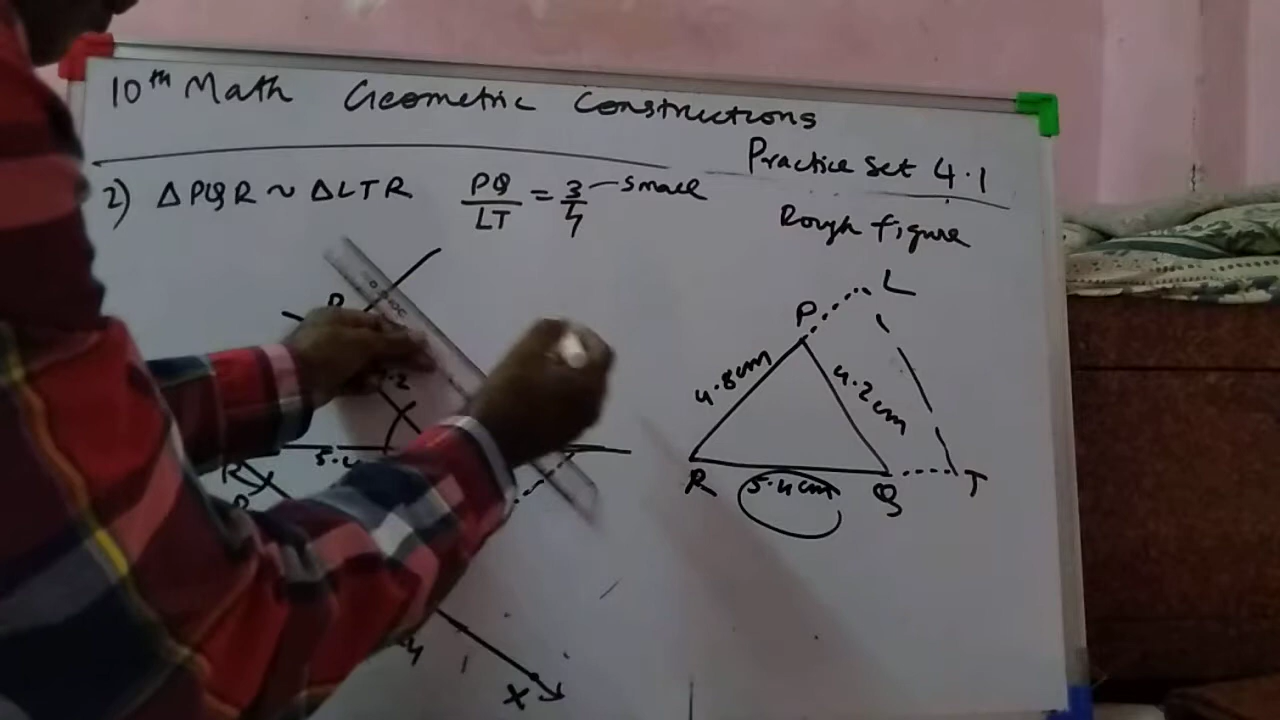 10th Math Geometric Constructions
Practice Set 4.1
2) ΔPQR ~ ΔLTR PQ/LT = 3/4 - Small
Rough figure
L
P
4.8cm
4.2cm
R
5.4cm
Q
T
R
X